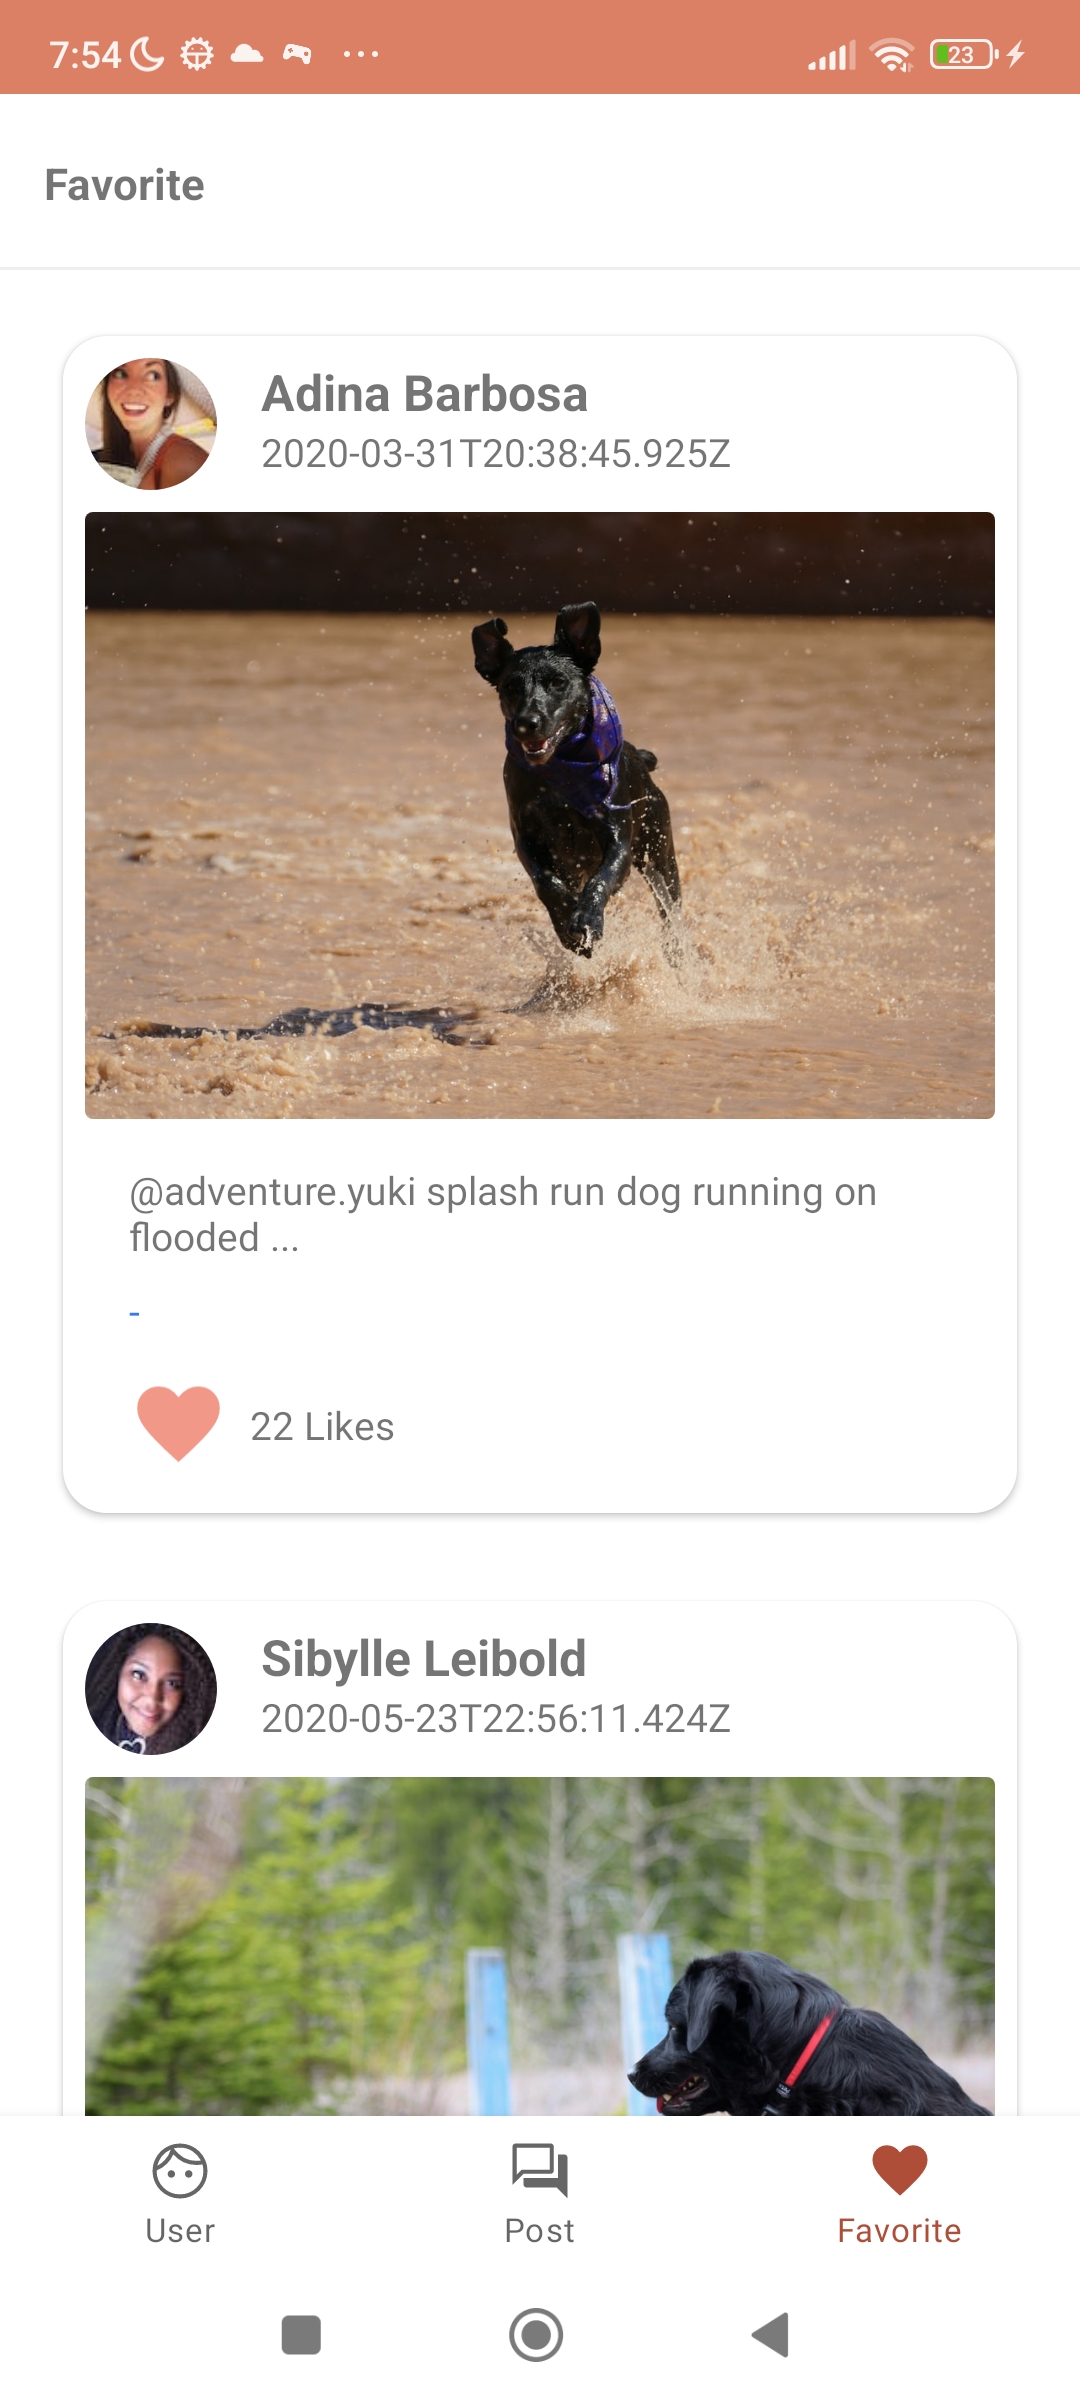 7:54
23
Favorite
Adina Barbosa
2020-03-31T20:38:45.925Z
@adventure.yuki splash run dog running on
flooded ...
-
22 Likes
Sibylle Leibold
2020-05-23T22:56:11.424Z
User
Post
Favorite